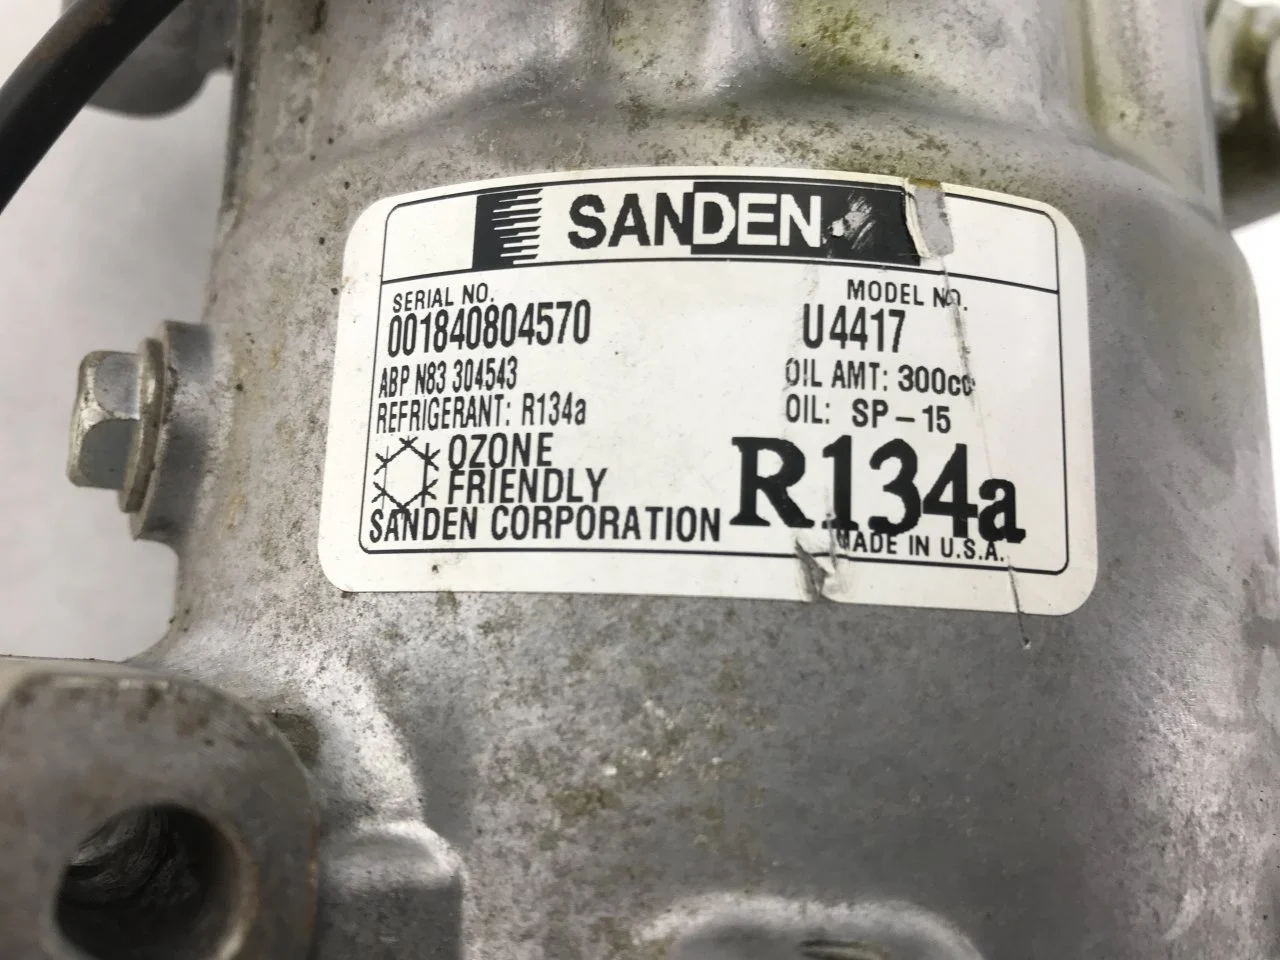 SANDEN
SERIAL NO. MODEL NO.
001840804570 U4417
ABP N83 304543 OIL AMT: 300cc
REFRIGERANT: R134a OIL: SP-15
OZONE
FRIENDLY R134a
SANDEN CORPORATION MADE IN U.S.A.